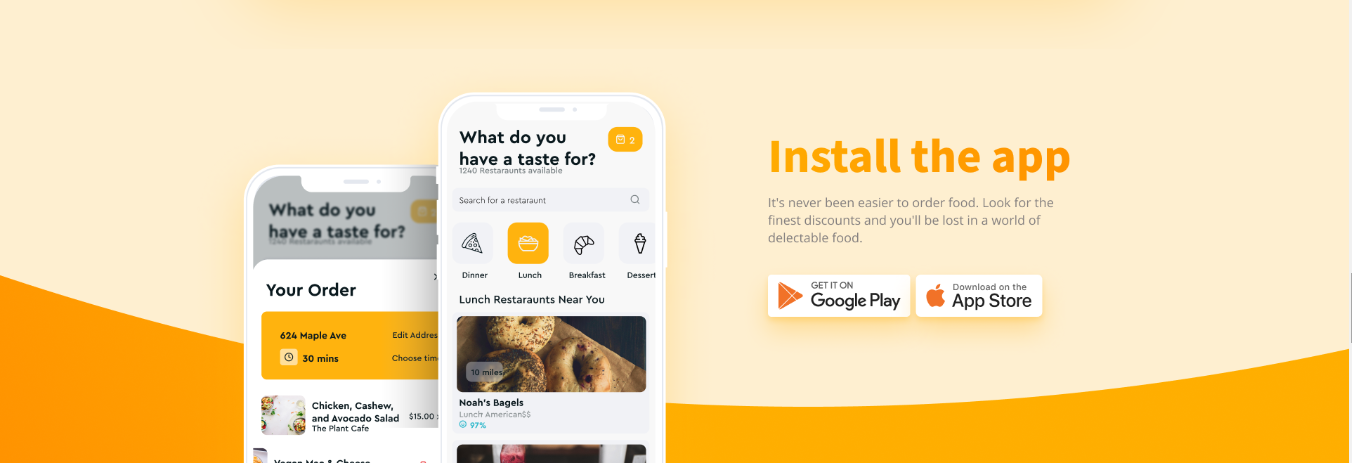 What do you
have a taste for?
1240 Restaraunts available
Your Order
624 Maple Ave
Edit Addres
30 mins
Choose tim
Chicken, Cashew,
and Avocado Salad
$15.00
The Plant Cafe
What do you
have a taste for?
2
1240 Restaraunts available
Search for a restaraunt
Dinner
Lunch
Breakfast
Dessert
Lunch Restaraunts Near You
10 miles
Noah's Bagels
Lunch American$$
97%
Install the app
It's never been easier to order food. Look for the
finest discounts and you'll be lost in a world of
delectable food.
GET IT ON
Google Play
Download on the
App Store